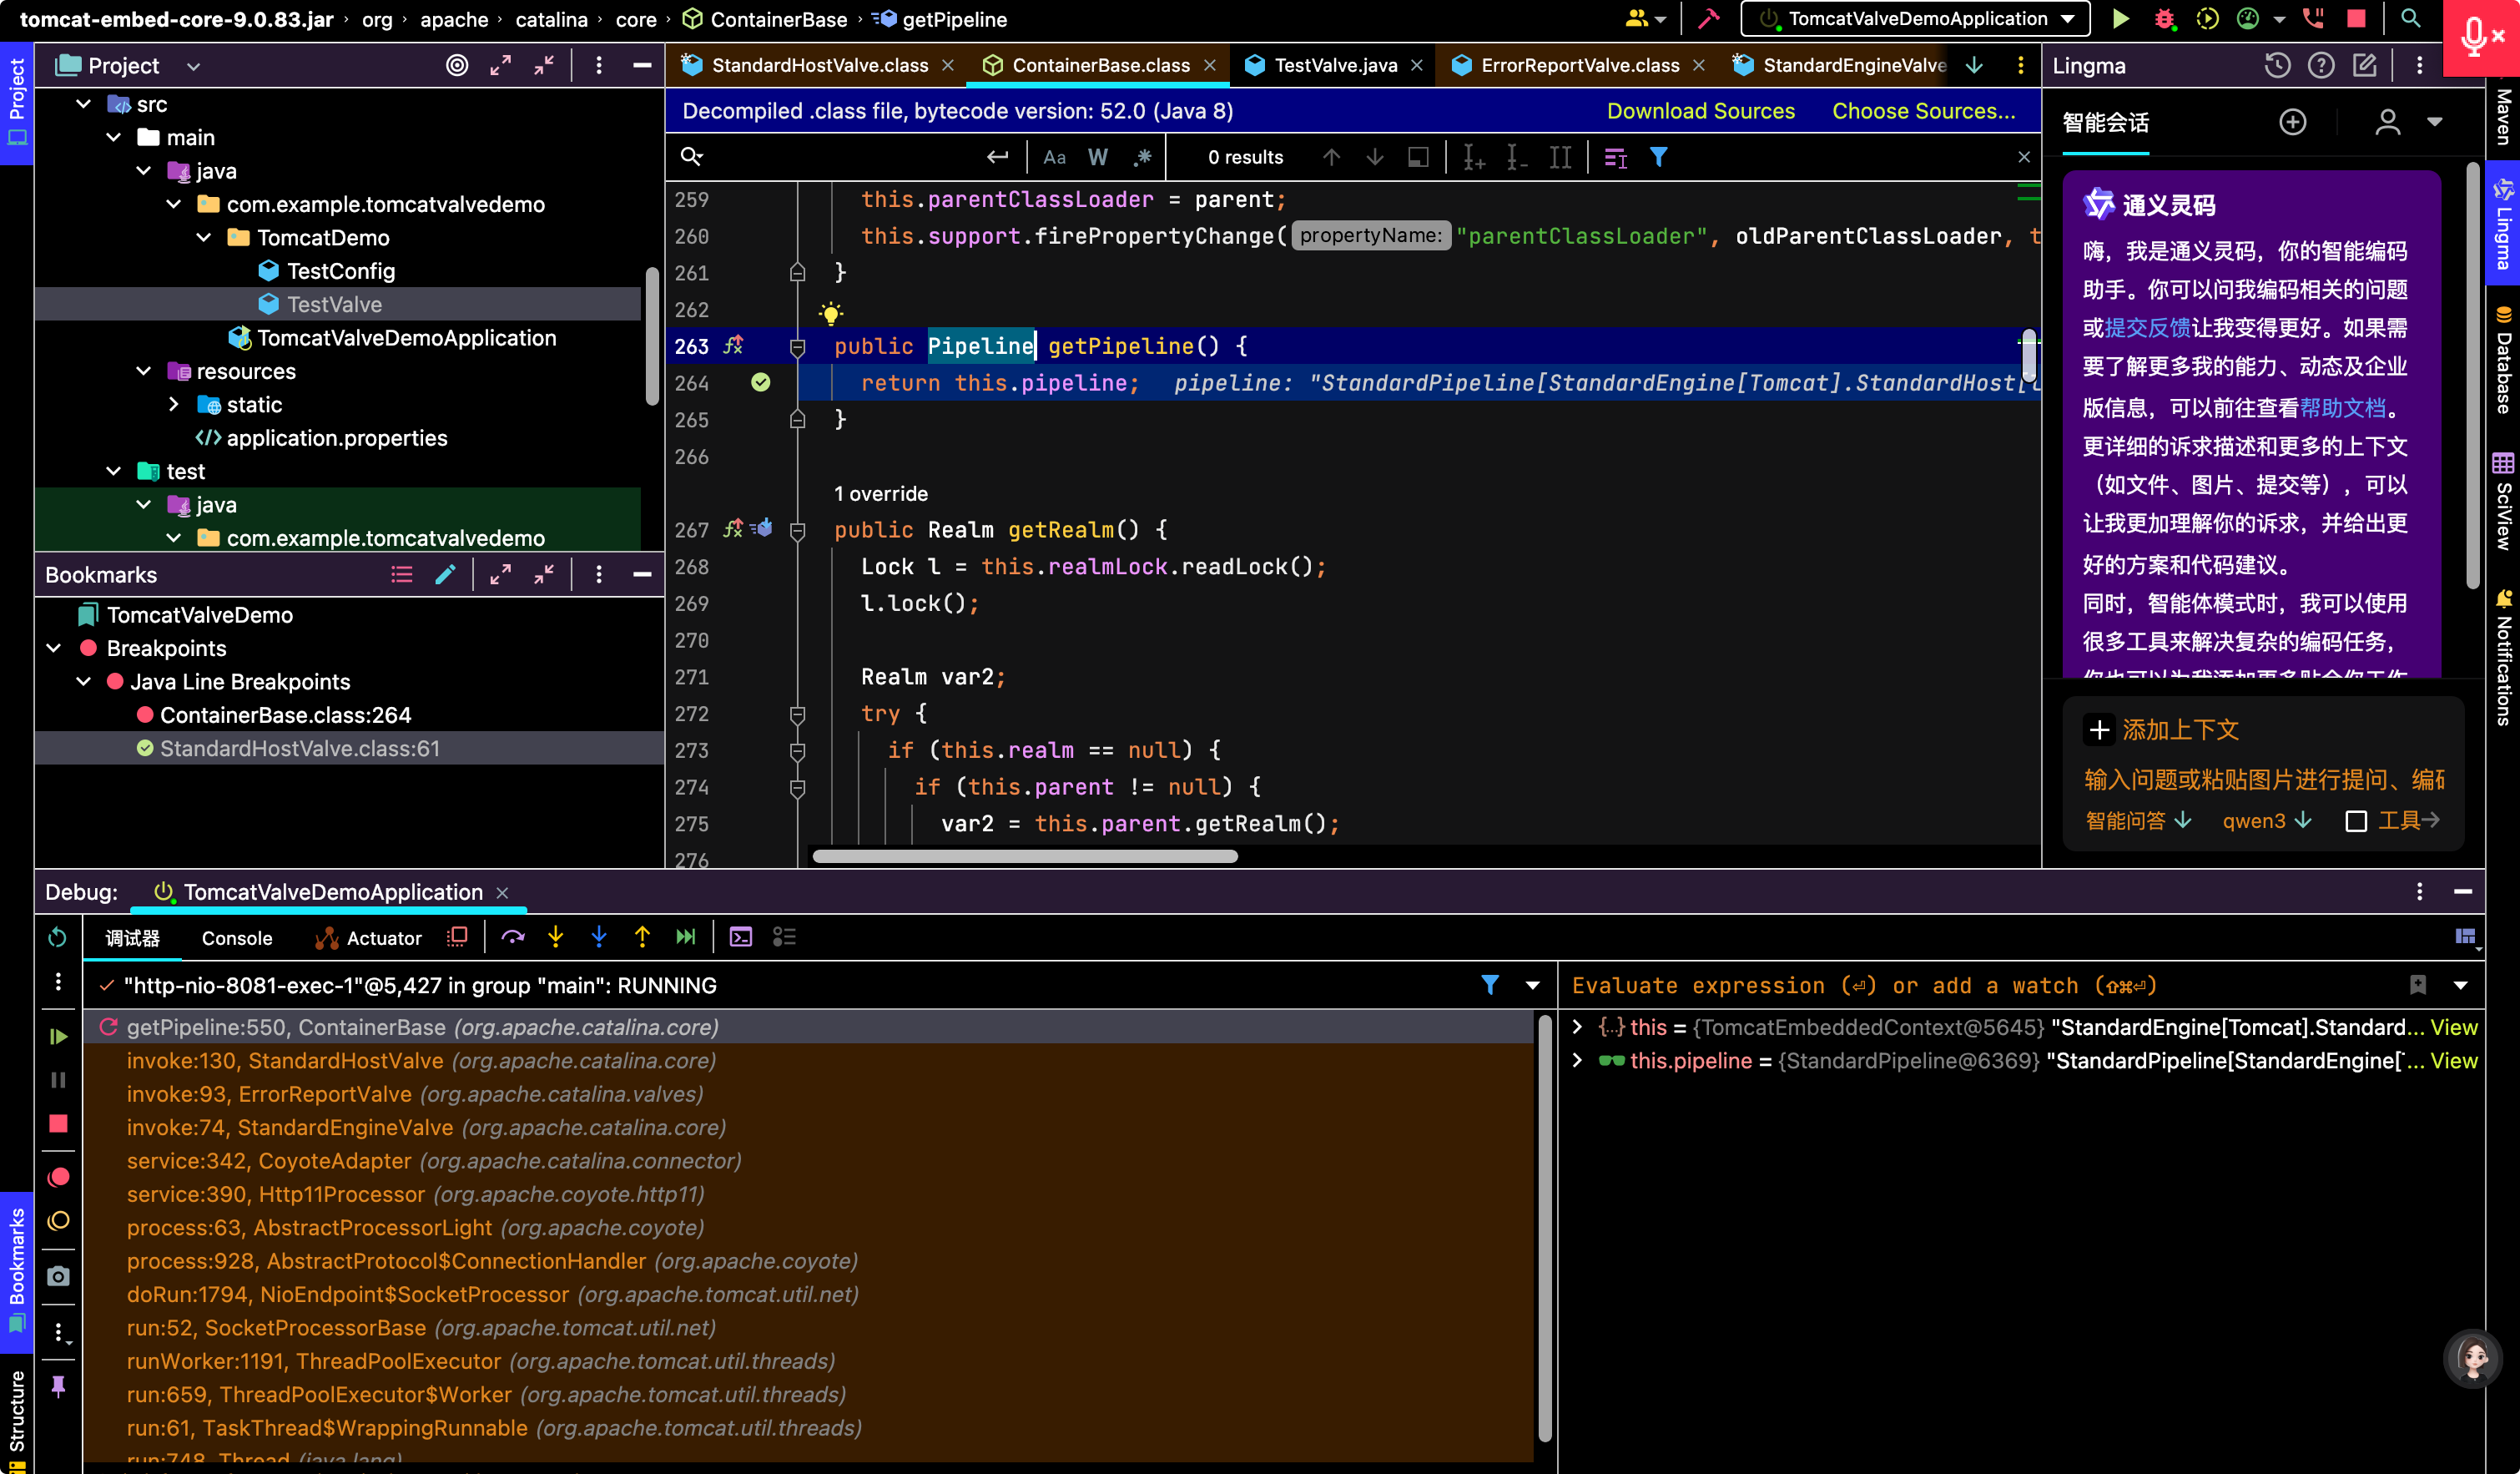 tomcat-embed-core-9.0.83.jar › org › apache › catalina › core › ContainerBase › getPipeline
TomcatValveDemoApplication
Project
src
main
java
com.example.tomcatvalvedemo
TomcatDemo
TestConfig
TestValve
TomcatValveDemoApplication
resources
static
application.properties
test
java
com.example.tomcatvalvedemo
Bookmarks
TomcatValveDemo
Breakpoints
Java Line Breakpoints
ContainerBase.class:264
StandardHostValve.class:61
StandardHostValve.class
ContainerBase.class
TestValve.java
ErrorReportValve.class
StandardEngineValve
Decompiled .class file, bytecode version: 52.0 (Java 8)
Download Sources
Choose Sources...
Aa W .* 0 results
259 this.parentClassLoader = parent;
260 this.support.firePropertyChange( propertyName: "parentClassLoader", oldParentClassLoader, t
261 }
262
263 public Pipeline getPipeline() {
264 return this.pipeline; pipeline: "StandardPipeline[StandardEngine[Tomcat].StandardHost[
265 }
266
1 override
267 public Realm getRealm() {
268 Lock l = this.realmLock.readLock();
269 l.lock();
270
271 Realm var2;
272 try {
273 if (this.realm == null) {
274 if (this.parent != null) {
275 var2 = this.parent.getRealm();
276
Lingma
智能会话
通义灵码
嗨，我是通义灵码，你的智能编码
助手。你可以问我编码相关的问题
或提交反馈让我变得更好。如果需
要了解更多我的能力、动态及企业
版信息，可以前往查看帮助文档。
更详细的诉求描述和更多的上下文
（如文件、图片、提交等），可以
让我更加理解你的诉求，并给出更
好的方案和代码建议。
同时，智能体模式时，我可以使用
很多工具来解决复杂的编码任务，
你也可以为我添加更多贴合你工作
添加上下文
输入问题或粘贴图片进行提问、编码
智能问答 qwen3 工具
Project
Bookmarks
Structure
Maven
Lingma
Database
SciView
Notifications
Debug: TomcatValveDemoApplication
调试器 Console Actuator
"http-nio-8081-exec-1"@5,427 in group "main": RUNNING
getPipeline:550, ContainerBase (org.apache.catalina.core)
invoke:130, StandardHostValve (org.apache.catalina.core)
invoke:93, ErrorReportValve (org.apache.catalina.valves)
invoke:74, StandardEngineValve (org.apache.catalina.core)
service:342, CoyoteAdapter (org.apache.catalina.connector)
service:390, Http11Processor (org.apache.coyote.http11)
process:63, AbstractProcessorLight (org.apache.coyote)
process:928, AbstractProtocol$ConnectionHandler (org.apache.coyote)
doRun:1794, NioEndpoint$SocketProcessor (org.apache.tomcat.util.net)
run:52, SocketProcessorBase (org.apache.tomcat.util.net)
runWorker:1191, ThreadPoolExecutor (org.apache.tomcat.util.threads)
run:659, ThreadPoolExecutor$Worker (org.apache.tomcat.util.threads)
run:61, TaskThread$WrappingRunnable (org.apache.tomcat.util.threads)
run:748, Thread (java.lang)
Evaluate expression (⏎) or add a watch (⇧⌘⏎)
this = {TomcatEmbeddedContext@5645} "StandardEngine[Tomcat].Standard... View
this.pipeline = {StandardPipeline@6369} "StandardPipeline[StandardEngine[... View